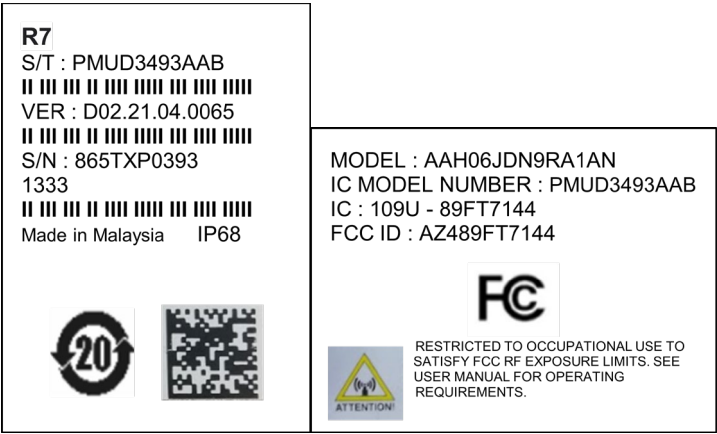 R7
S/T : PMUD3493AAB
VER : D02.21.04.0065
S/N : 865TXP0393
1333
Made in Malaysia IP68
20
MODEL : AAH06JDN9RA1AN
IC MODEL NUMBER : PMUD3493AAB
IC : 109U - 89FT7144
FCC ID : AZ489FT7144
FC
RESTRICTED TO OCCUPATIONAL USE TO
SATISFY FCC RF EXPOSURE LIMITS. SEE
USER MANUAL FOR OPERATING
REQUIREMENTS.
ATTENTION!